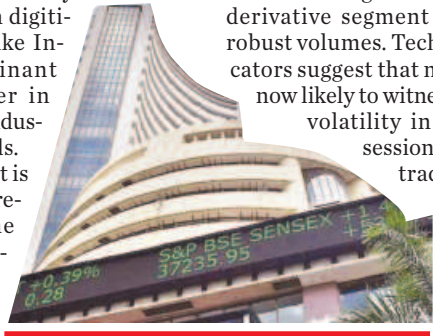 digiti-
ke In-
inant
er in
dus-
ls.
t is
re-
derivative segment
robust volumes. Tech
cators suggest that
now likely to witne
volatility in
session
trac
+0.39%
0.28
S&P BSE SENSEX
37235.95